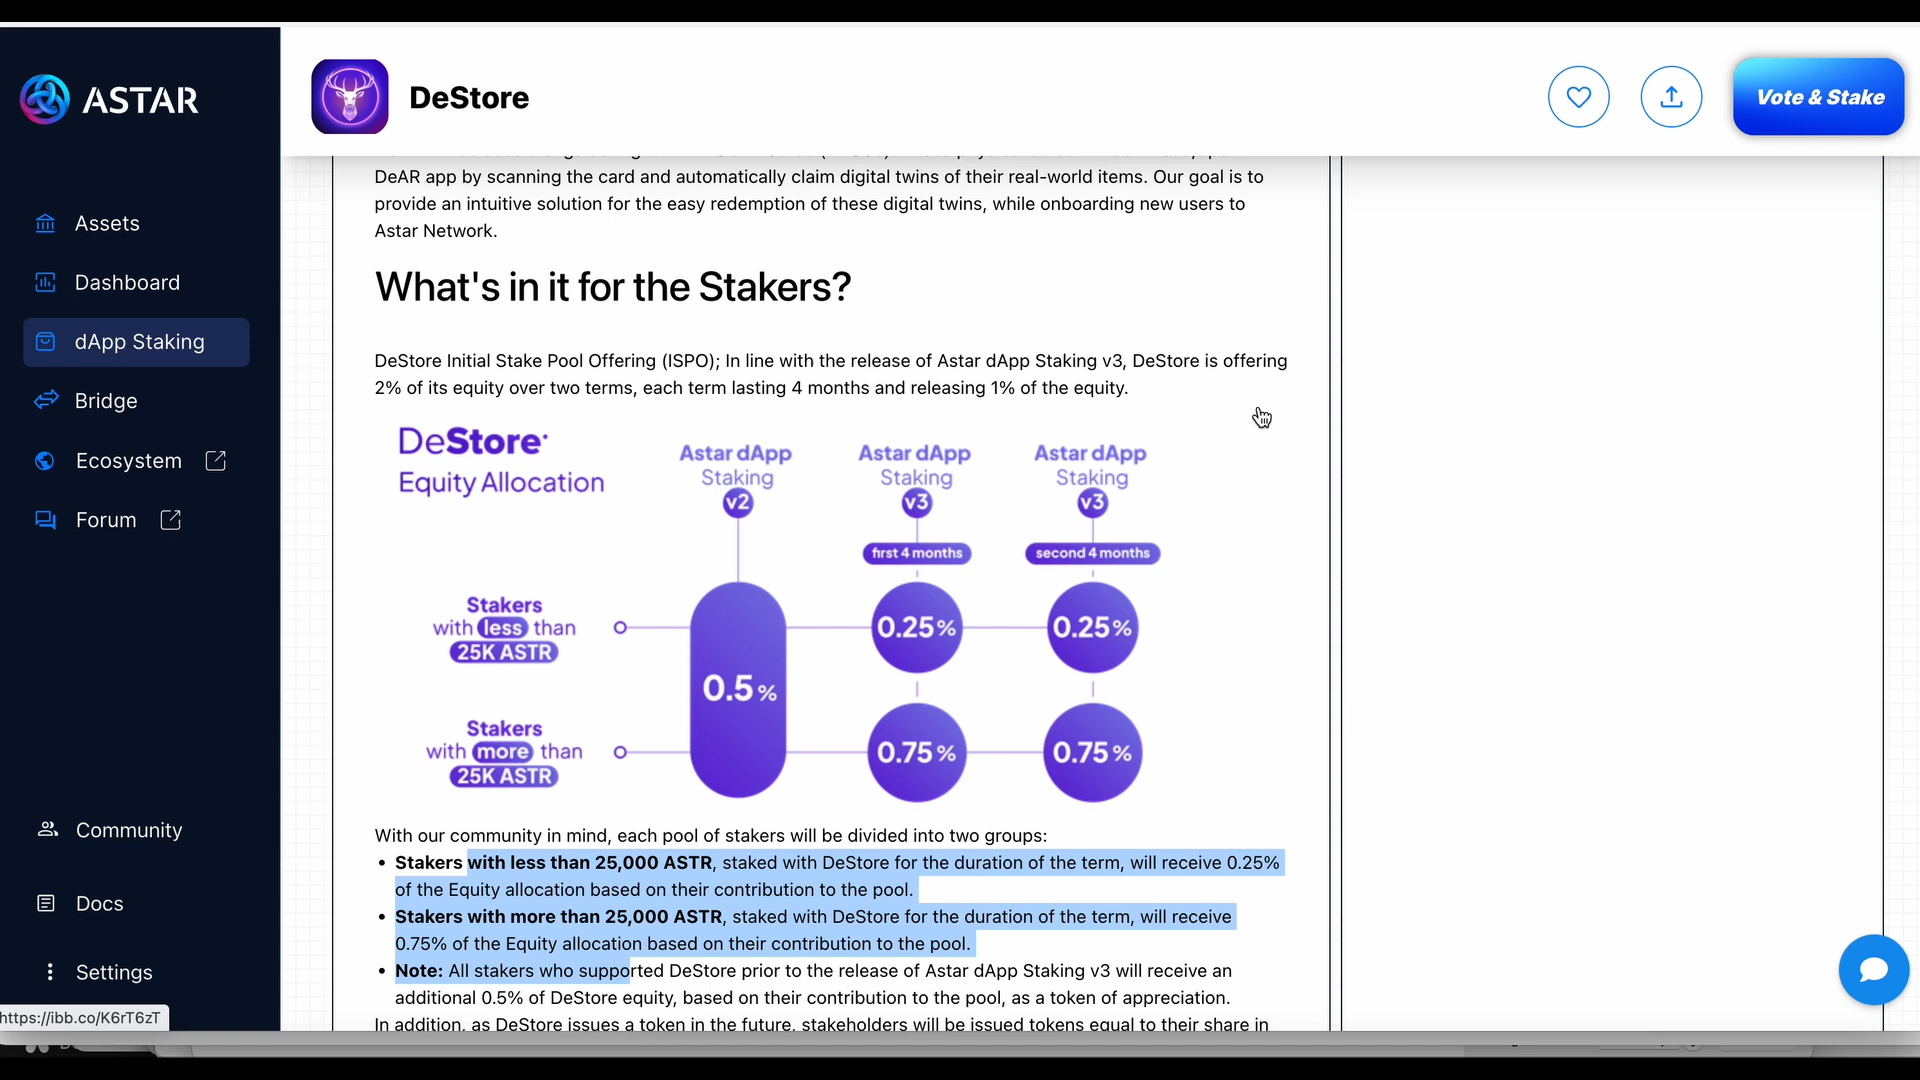 ASTAR
DeStore
Vote & Stake
Assets
Dashboard
dApp Staking
Bridge
Ecosystem
Forum
Community
Docs
Settings
https://ibb.co/K6rT6zT
DeAR app by scanning the card and automatically claim digital twins of their real-world items. Our goal is to
provide an intuitive solution for the easy redemption of these digital twins, while onboarding new users to
Astar Network.
What's in it for the Stakers?
DeStore Initial Stake Pool Offering (ISPO); In line with the release of Astar dApp Staking v3, DeStore is offering
2% of its equity over two terms, each term lasting 4 months and releasing 1% of the equity.
DeStore
Equity Allocation
Astar dApp
Staking
v2
Astar dApp
Staking
v3
first 4 months
Astar dApp
Staking
v3
second 4 months
Stakers
with less than
25K ASTR
0.5%
0.25%
0.25%
Stakers
with more than
25K ASTR
0.75%
0.75%
With our community in mind, each pool of stakers will be divided into two groups:
• Stakers with less than 25,000 ASTR, staked with DeStore for the duration of the term, will receive 0.25%
of the Equity allocation based on their contribution to the pool.
• Stakers with more than 25,000 ASTR, staked with DeStore for the duration of the term, will receive
0.75% of the Equity allocation based on their contribution to the pool.
• Note: All stakers who supported DeStore prior to the release of Astar dApp Staking v3 will receive an
additional 0.5% of DeStore equity, based on their contribution to the pool, as a token of appreciation.
In addition, as DeStore issues a token in the future, stakeholders will be issued tokens equal to their share in